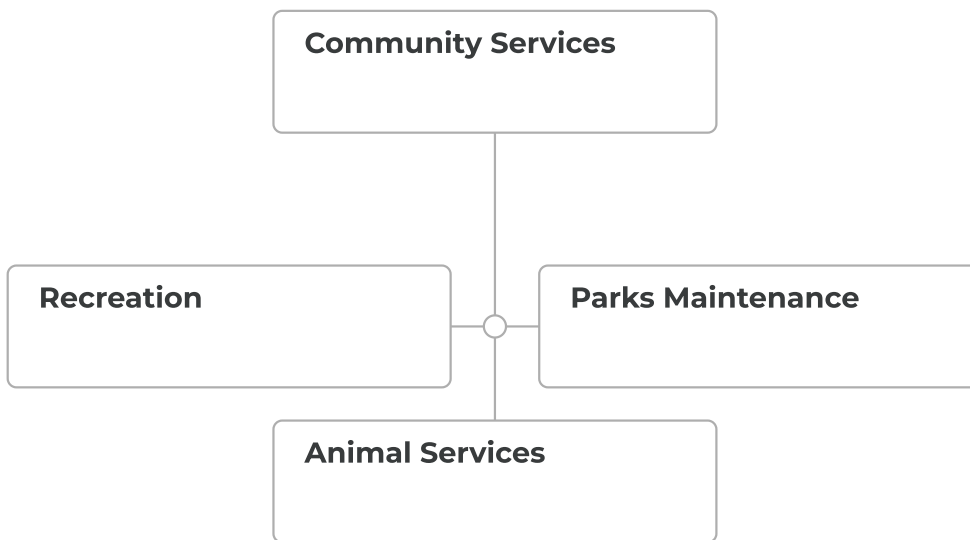 Community Services
Recreation
Parks Maintenance
Animal Services